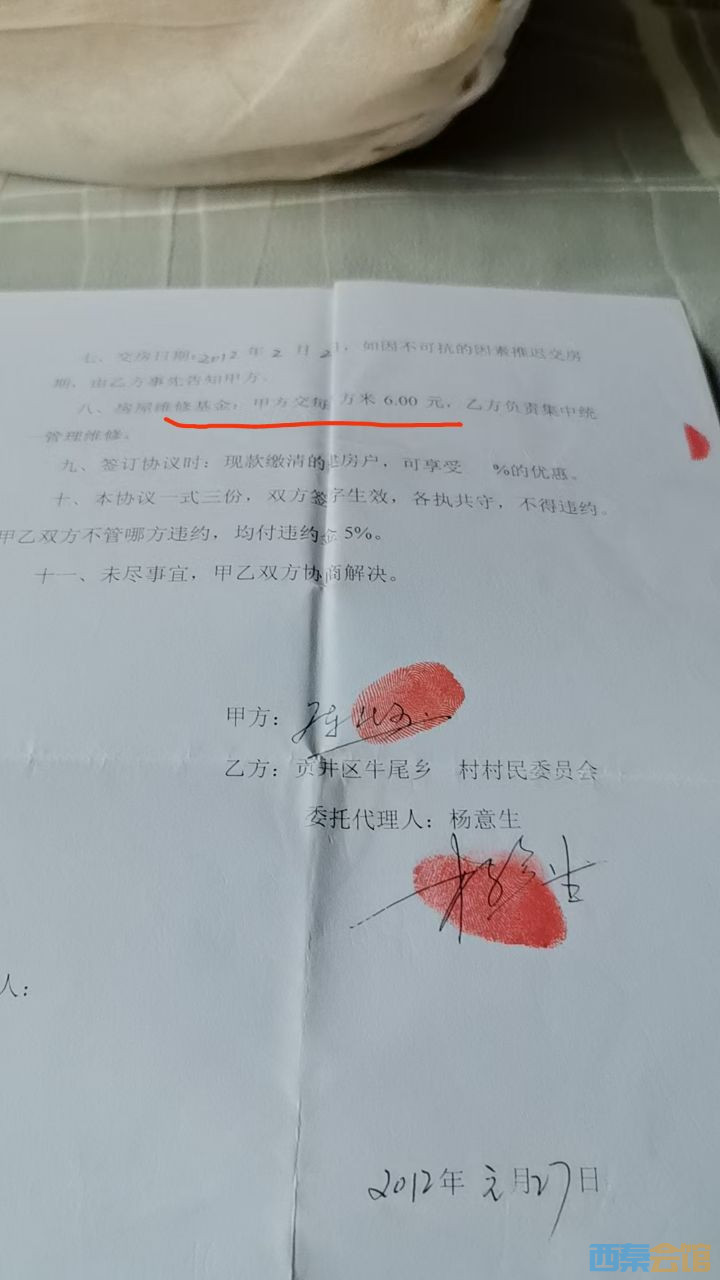 七、交房日期:2012年2月2日，如因不可抗的因素推迟交房
期，由乙方事先告知甲方。
八、房屋维修基金：甲方交每方米6.00元，乙方负责集中统
一管理维修。
九、签订协议时：现款缴清的房户，可享受 %的优惠。
十、本协议一式三份，双方签字生效，各执共守，不得违约。
甲乙双方不管哪方违约，均付违约金5%。
十一、未尽事宜，甲乙双方协商解决。
甲方：
乙方：贡井区牛尾乡 村村民委员会
委托代理人：杨意生
人：
2012年元月27日
西秦会馆